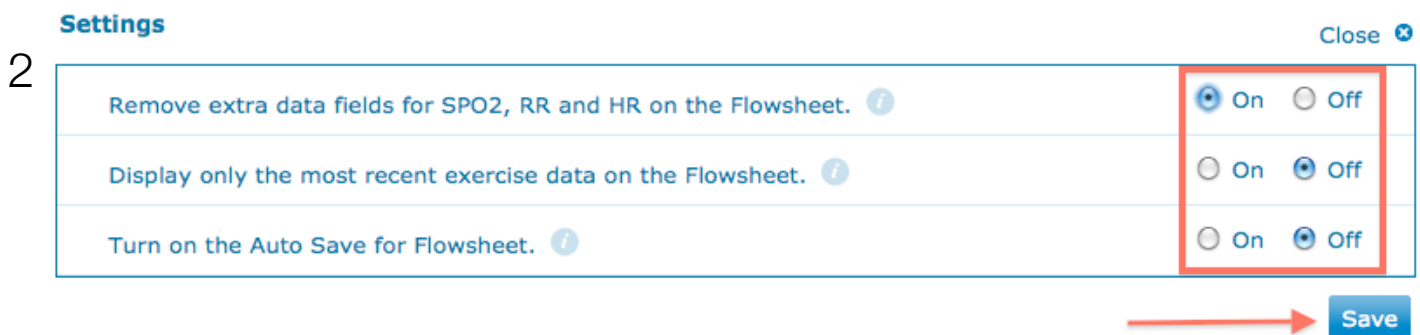 Settings
Close
2
Remove extra data fields for SPO2, RR and HR on the Flowsheet. i On Off
Display only the most recent exercise data on the Flowsheet. i On Off
Turn on the Auto Save for Flowsheet. i On Off
Save